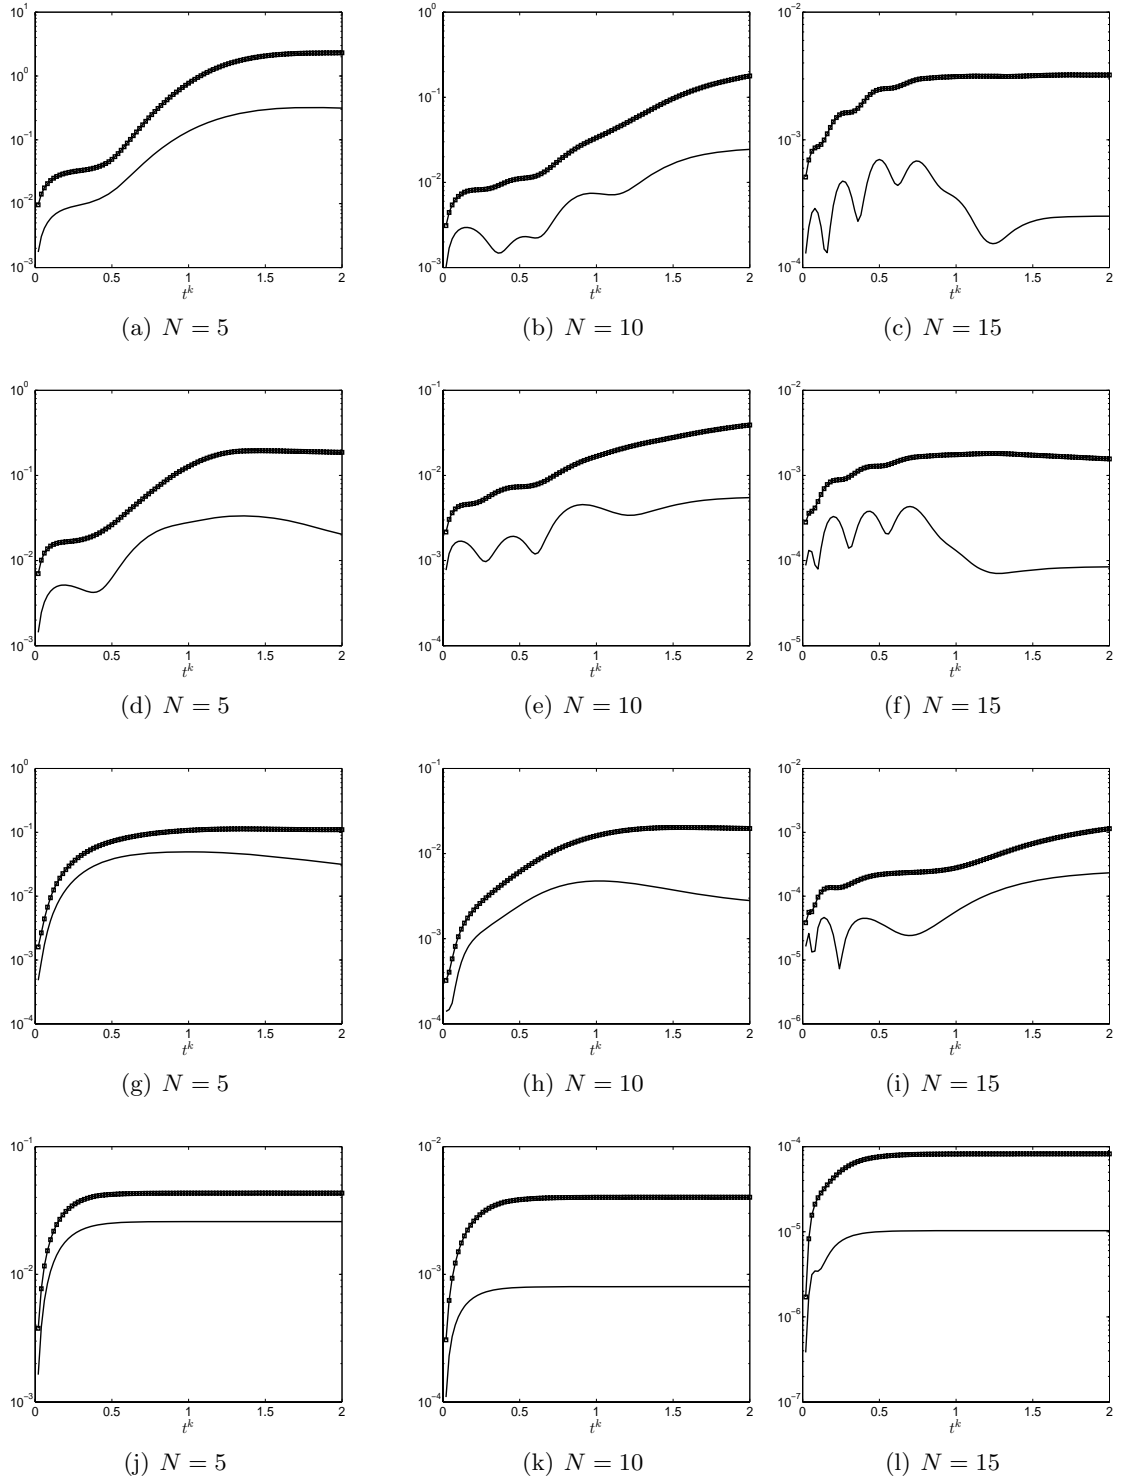 10^1
10^0
10^-1
10^-2
10^-3
0 0.5 1 1.5 2
t^k
(a) N = 5
10^0
10^-1
10^-2
10^-3
0 0.5 1 1.5 2
t^k
(b) N = 10
10^-2
10^-3
10^-4
0 0.5 1 1.5 2
t^k
(c) N = 15
10^0
10^-1
10^-2
10^-3
0 0.5 1 1.5 2
t^k
(d) N = 5
10^-1
10^-2
10^-3
10^-4
0 0.5 1 1.5 2
t^k
(e) N = 10
10^-2
10^-3
10^-4
10^-5
0 0.5 1 1.5 2
t^k
(f) N = 15
10^0
10^-1
10^-2
10^-3
10^-4
0 0.5 1 1.5 2
t^k
(g) N = 5
10^-1
10^-2
10^-3
10^-4
0 0.5 1 1.5 2
t^k
(h) N = 10
10^-2
10^-3
10^-4
10^-5
10^-6
0 0.5 1 1.5 2
t^k
(i) N = 15
10^-1
10^-2
10^-3
0 0.5 1 1.5 2
t^k
(j) N = 5
10^-2
10^-3
10^-4
0 0.5 1 1.5 2
t^k
(k) N = 10
10^-4
10^-5
10^-6
10^-7
0 0.5 1 1.5 2
t^k
(l) N = 15